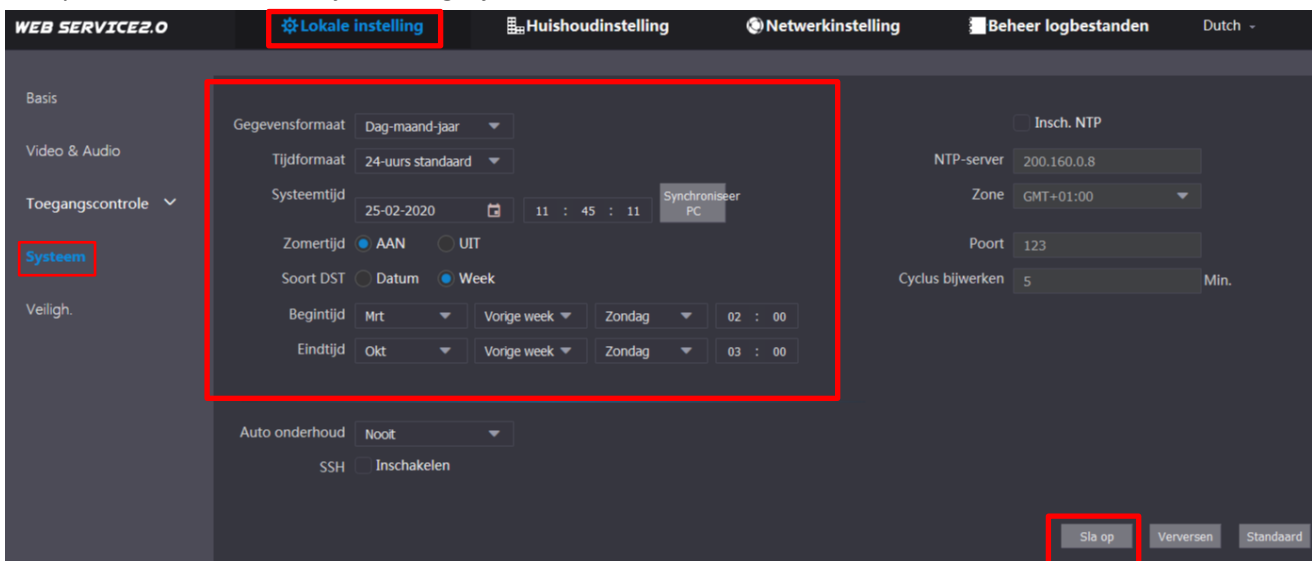 WEB SERVICE2.0 Lokale instelling Huishoudinstelling Netwerkinstelling Beheer logbestanden Dutch
Basis
Video & Audio
Toegangscontrole
Systeem
Veiligh.
Gegevensformaat Dag-maand-jaar
Tijdformaat 24-uurs standaard
Systeemtijd 25-02-2020 11 : 45 : 11 Synchroniseer PC
Zomertijd AAN UIT
Soort DST Datum Week
Begintijd Mrt Vorige week Zondag 02 : 00
Eindtijd Okt Vorige week Zondag 03 : 00
Auto onderhoud Nooit
SSH Inschakelen
Insch. NTP
NTP-server 200.160.0.8
Zone GMT+01:00
Poort 123
Cyclus bijwerken 5 Min.
Sla op Verversen Standaard